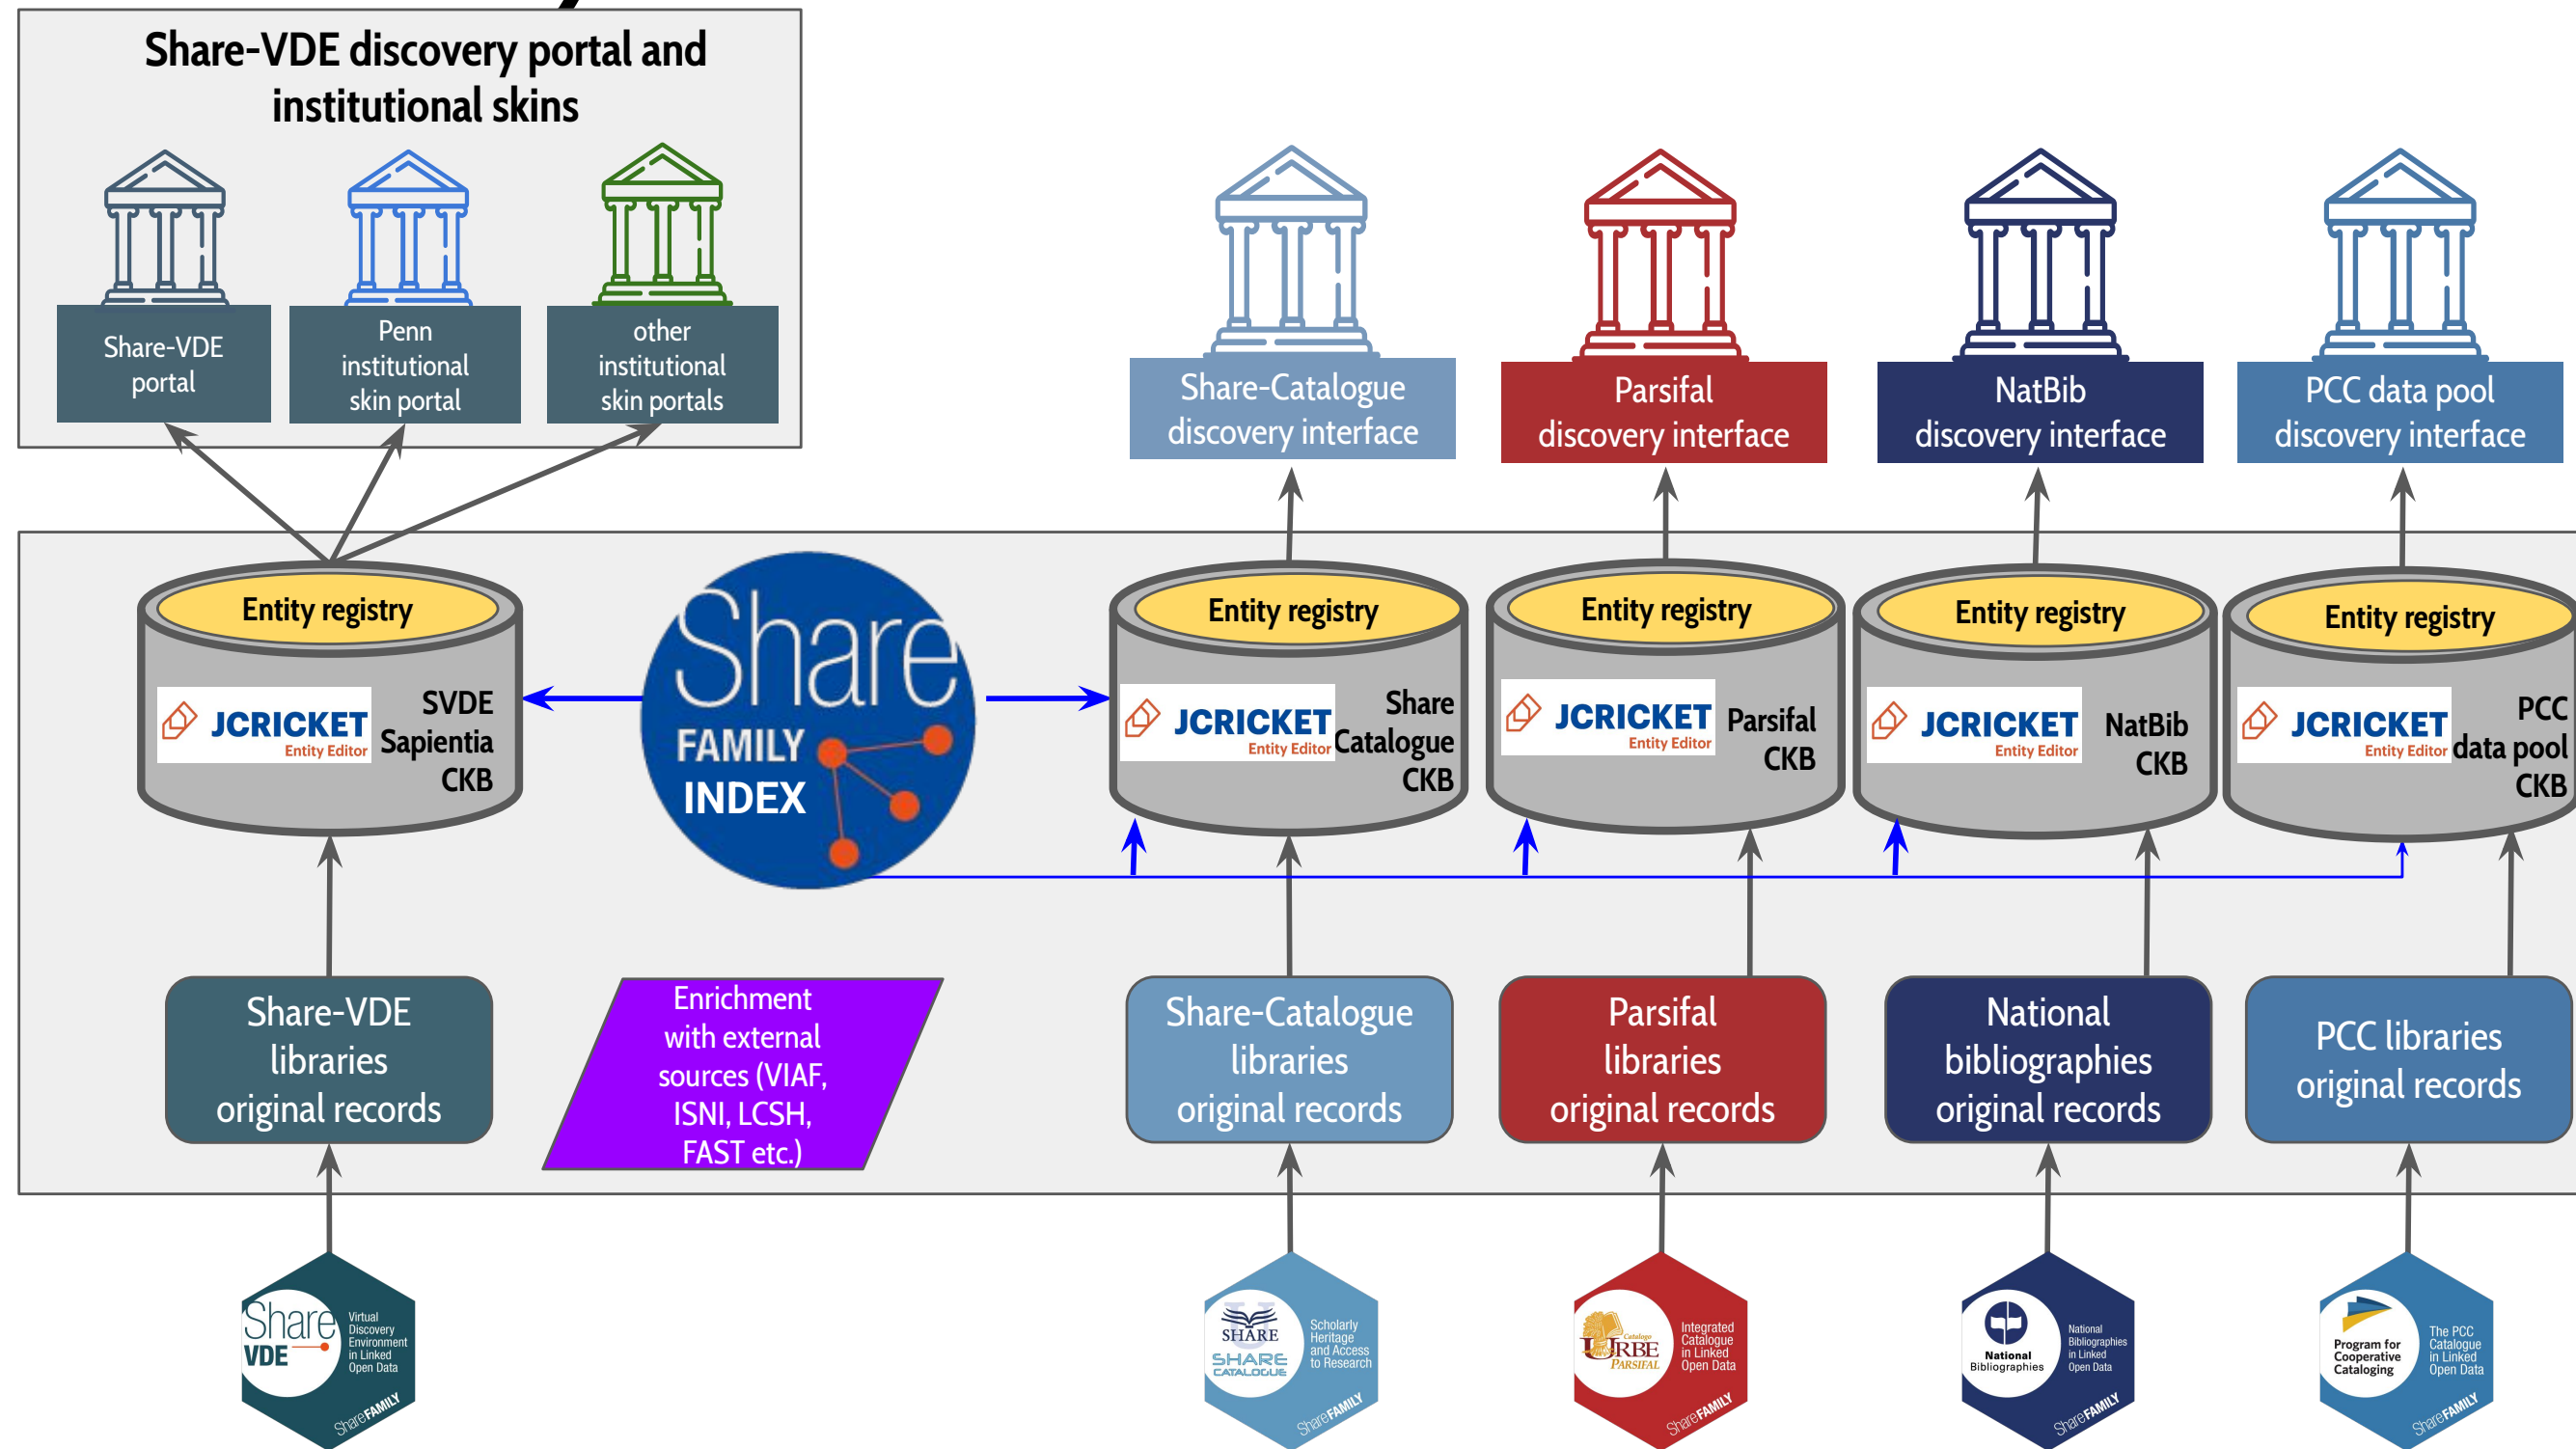 Share-VDE discovery portal and
institutional skins
Share-VDE
portal
Penn
institutional
skin portal
other
institutional
skin portals
Share-Catalogue
discovery interface
Parsifal
discovery interface
NatBib
discovery interface
PCC data pool
discovery interface
Entity registry
JCRICKET
Entity Editor
SVDE
Sapientia
CKB
Share
FAMILY
INDEX
Entity registry
JCRICKET
Entity Editor
Share
Catalogue
CKB
Entity registry
JCRICKET
Entity Editor
Parsifal
CKB
Entity registry
JCRICKET
Entity Editor
NatBib
CKB
Entity registry
JCRICKET
Entity Editor
PCC
data pool
CKB
Share-VDE
libraries
original records
Enrichment
with external
sources (VIAF,
ISNI, LCSH,
FAST etc.)
Share-Catalogue
libraries
original records
Parsifal
libraries
original records
National
bibliographies
original records
PCC libraries
original records
Share
VDE
Virtual
Discovery
Environment
in Linked
Open Data
ShareFAMILY
U
SHARE
SHARE
CATALOGUE
Scholarly
Heritage
and Access
to Research
ShareFAMILY
Catalogo
URBE
PARSIFAL
Integrated
Catalogue
in Linked
Open Data
ShareFAMILY
National
Bibliographies
National
Bibliographies
in Linked
Open Data
ShareFAMILY
Program for
Cooperative
Cataloging
The PCC
Catalogue
in Linked
Open Data
ShareFAMILY